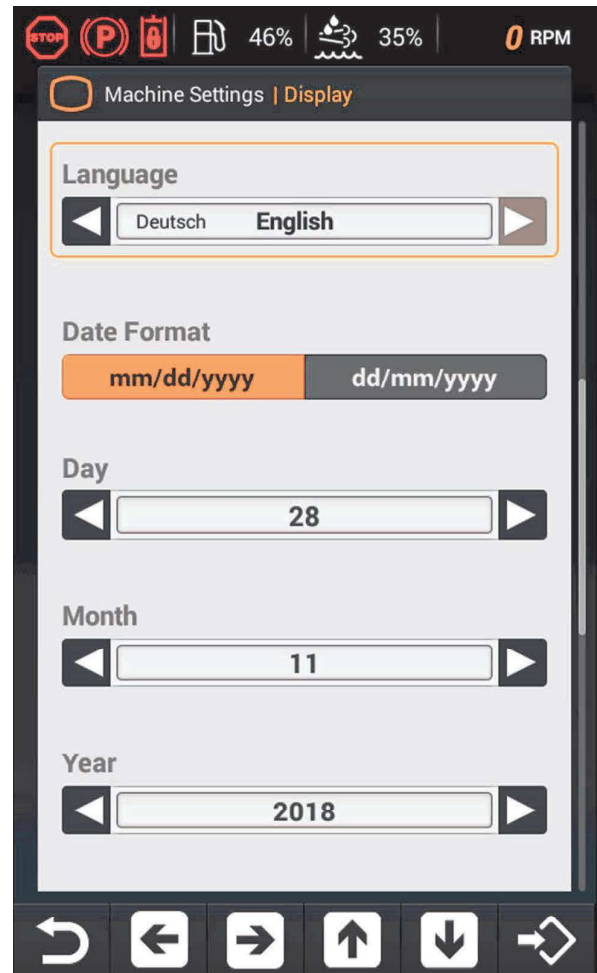 STOP P 46% 35% 0 RPM
Machine Settings | Display
Language
Deutsch English
Date Format
mm/dd/yyyy dd/mm/yyyy
Day
28
Month
11
Year
2018